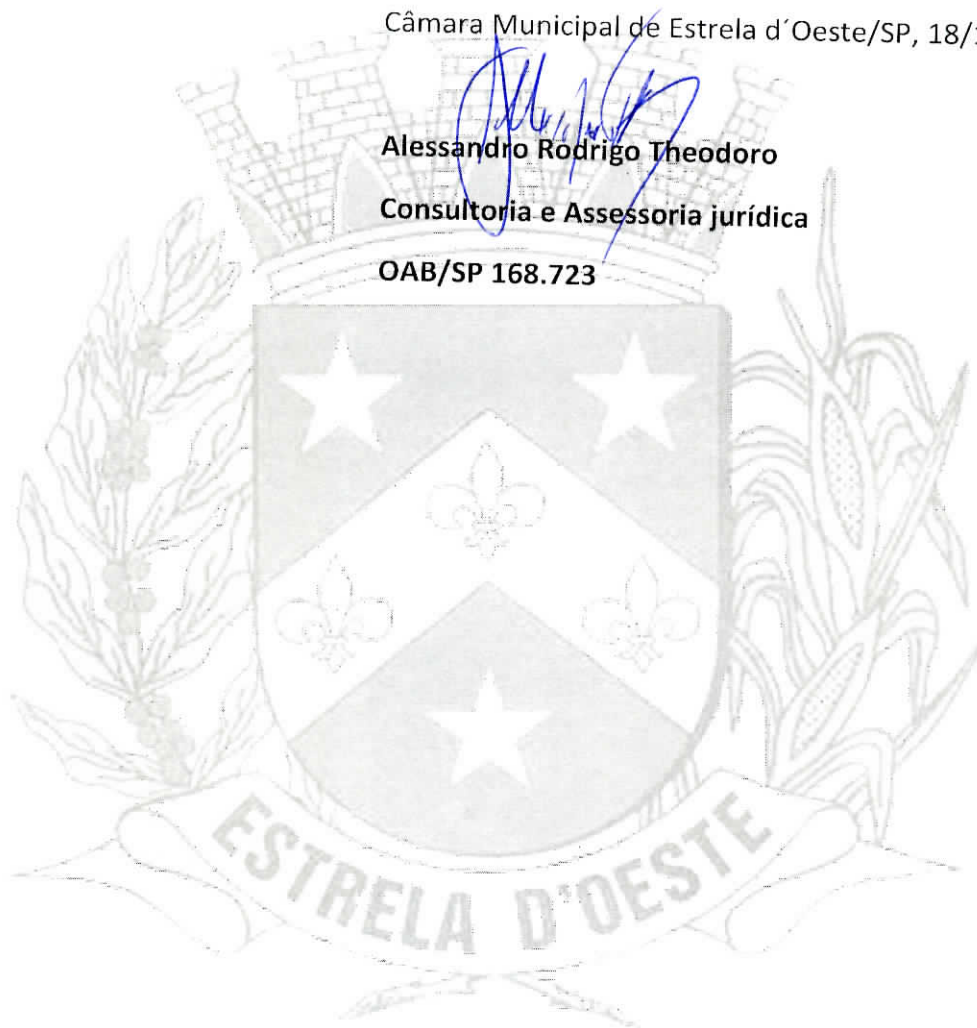 Câmara Municipal de Estrela d´Oeste/SP, 18/
Alessandro Rodrigo Theodoro
Consultoria e Assessoria jurídica
OAB/SP 168.723
ESTRELA D'OESTE